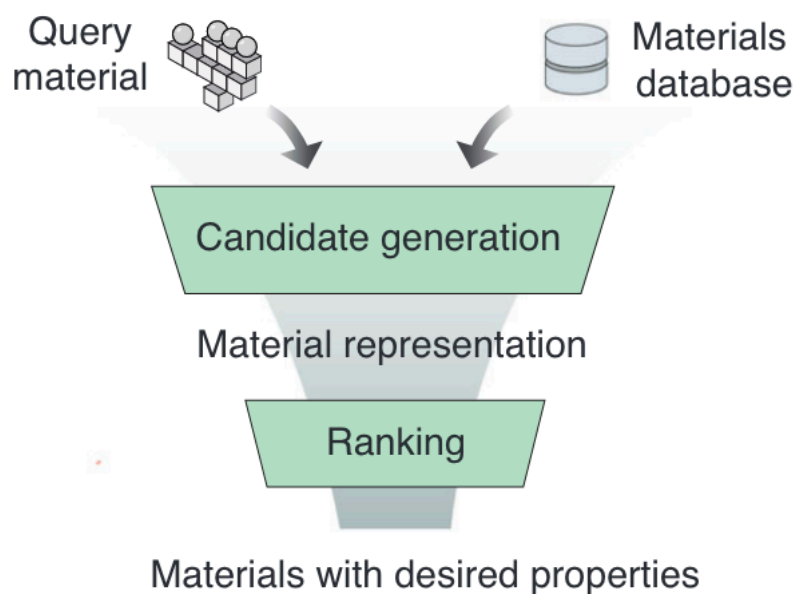 Query
material
Materials
database
Candidate generation
Material representation
Ranking
Materials with desired properties